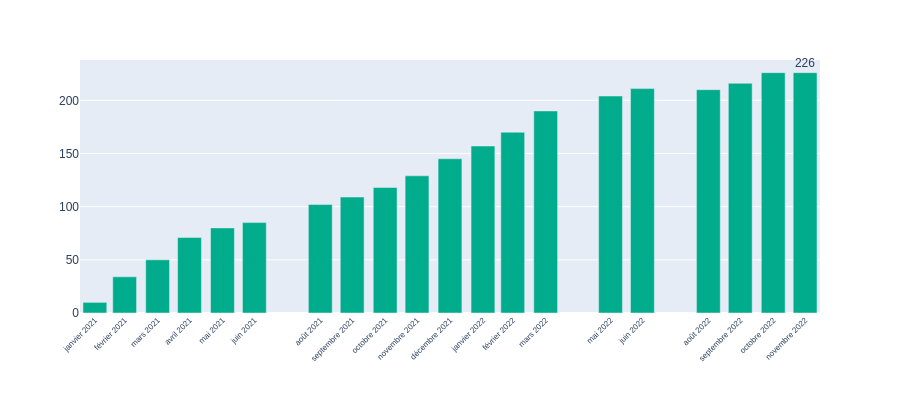 226
200
150
100
50
0
janvier 2021
février 2021
mars 2021
avril 2021
mai 2021
juin 2021
août 2021
septembre 2021
octobre 2021
novembre 2021
décembre 2021
janvier 2022
février 2022
mars 2022
mai 2022
juin 2022
août 2022
septembre 2022
octobre 2022
novembre 2022